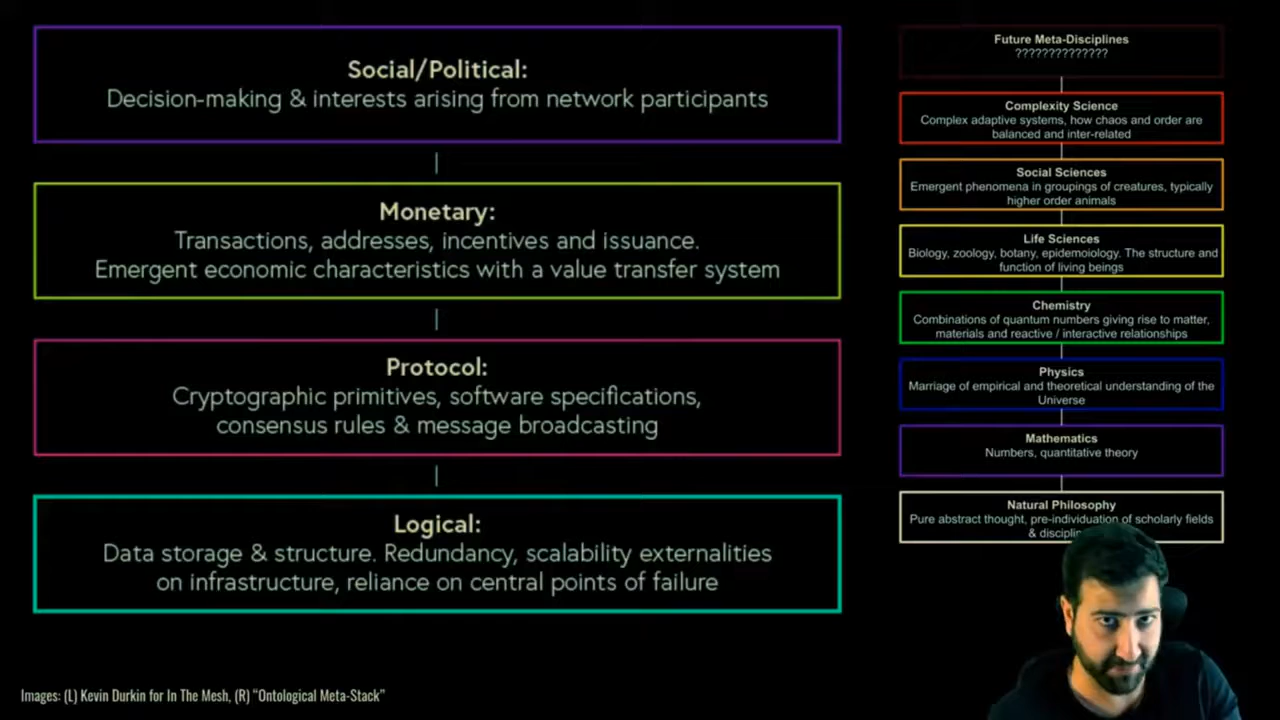 Social/Political:
Decision-making & interests arising from network participants
Monetary:
Transactions, addresses, incentives and issuance.
Emergent economic characteristics with a value transfer system
Protocol:
Cryptographic primitives, software specifications,
consensus rules & message broadcasting
Logical:
Data storage & structure. Redundancy, scalability externalities
on infrastructure, reliance on central points of failure
Future Meta-Disciplines
??????????????
Complexity Science
Complex adaptive systems, how chaos and order are
balanced and inter-related
Social Sciences
Emergent phenomena in groupings of creatures, typically
higher order animals
Life Sciences
Biology, zoology, botany, epidemoiology. The structure and
function of living beings
Chemistry
Combinations of quantum numbers giving rise to matter,
materials and reactive / interactive relationships
Physics
Marriage of empirical and theoretical understanding of the
Universe
Mathematics
Numbers, quantitative theory
Natural Philosophy
Pure abstract thought, pre-individuation of scholarly fields
&
Images: (L) Kevin Durkin for In The Mesh, (R) “Ontological Meta-Stack”